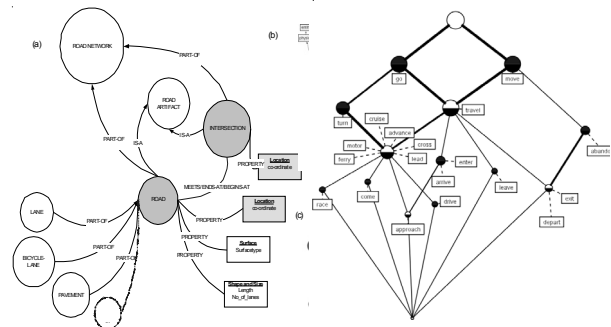 (a)
(b)
(c)
ROAD NETWORK
PART-OF
ROAD
ARTIFACT
INTERSECTION
IS-A
IS-A
PART-OF
PROPERTY
Location
co-ordinate
MEETS/ENDS-AT/BEGINS AT
ROAD
Location
co-ordinate
PROPERTY
LANE
PART-OF
PROPERTY
Surface
Surfacetype
BICYCLE-
LANE
PART-OF
PROPERTY
PAVEMENT
PART-OF
Shape and Size
Length
No_of_lanes
...
go
move
turn
travel
cruise
advance
motor
cross
ferry
lead
enter
abando
race
come
arrive
drive
leave
exit
approach
depart